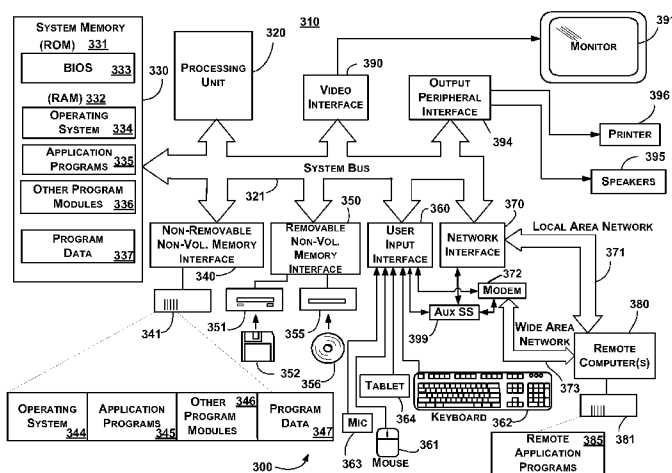 SYSTEM MEMORY
(ROM) 331
BIOS 333
(RAM) 332
OPERATING
SYSTEM 334
APPLICATION
PROGRAMS 335
OTHER PROGRAM
MODULES 336
PROGRAM
DATA 337
330
310
320
PROCESSING
UNIT
390
VIDEO
INTERFACE
OUTPUT
PERIPHERAL
INTERFACE
394
MONITOR
391
396
PRINTER
395
SPEAKERS
SYSTEM BUS
321
NON-REMOVABLE
NON-VOL. MEMORY
INTERFACE
340
350
REMOVABLE
NON-VOL.
MEMORY
INTERFACE
360
USER
INPUT
INTERFACE
370
NETWORK
INTERFACE
LOCAL AREA NETWORK
371
372
MODEM
AUX SS
399
WIDE AREA
NETWORK
373
380
REMOTE
COMPUTER(S)
341
351
352
355
356
TABLET
364
MIC
363
361
MOUSE
KEYBOARD
362
381
REMOTE 385
APPLICATION
PROGRAMS
OPERATING
SYSTEM 344
APPLICATION
PROGRAMS 345
OTHER 346
PROGRAM
MODULES
PROGRAM
DATA 347
300